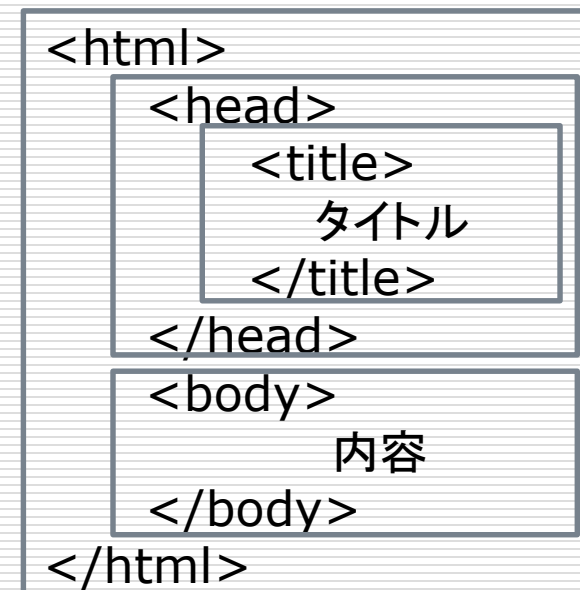 <html>
<head>
<title>
タイトル
</title>
</head>
<body>
内容
</body>
</html>